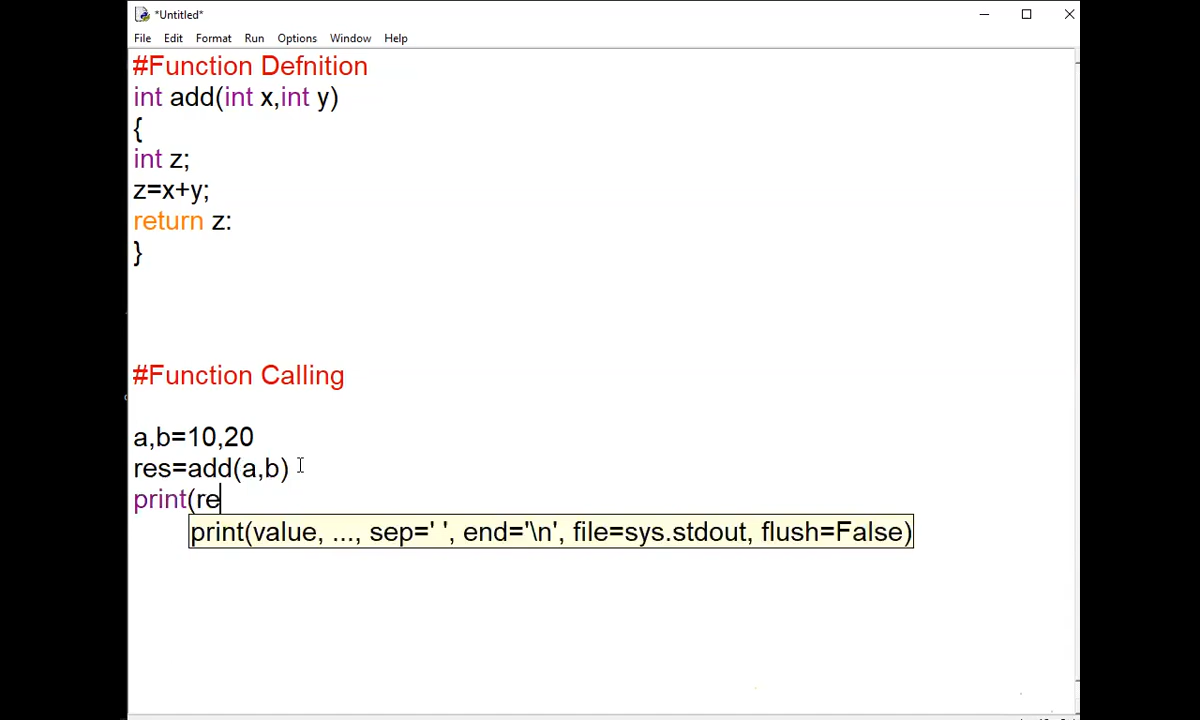 *Untitled*
File Edit Format Run Options Window Help
#Function Defnition
int add(int x,int y)
{
int z;
z=x+y;
return z:
}
#Function Calling
a,b=10,20
res=add(a,b)
print(re
print(value, ..., sep=' ', end='\n', file=sys.stdout, flush=False)